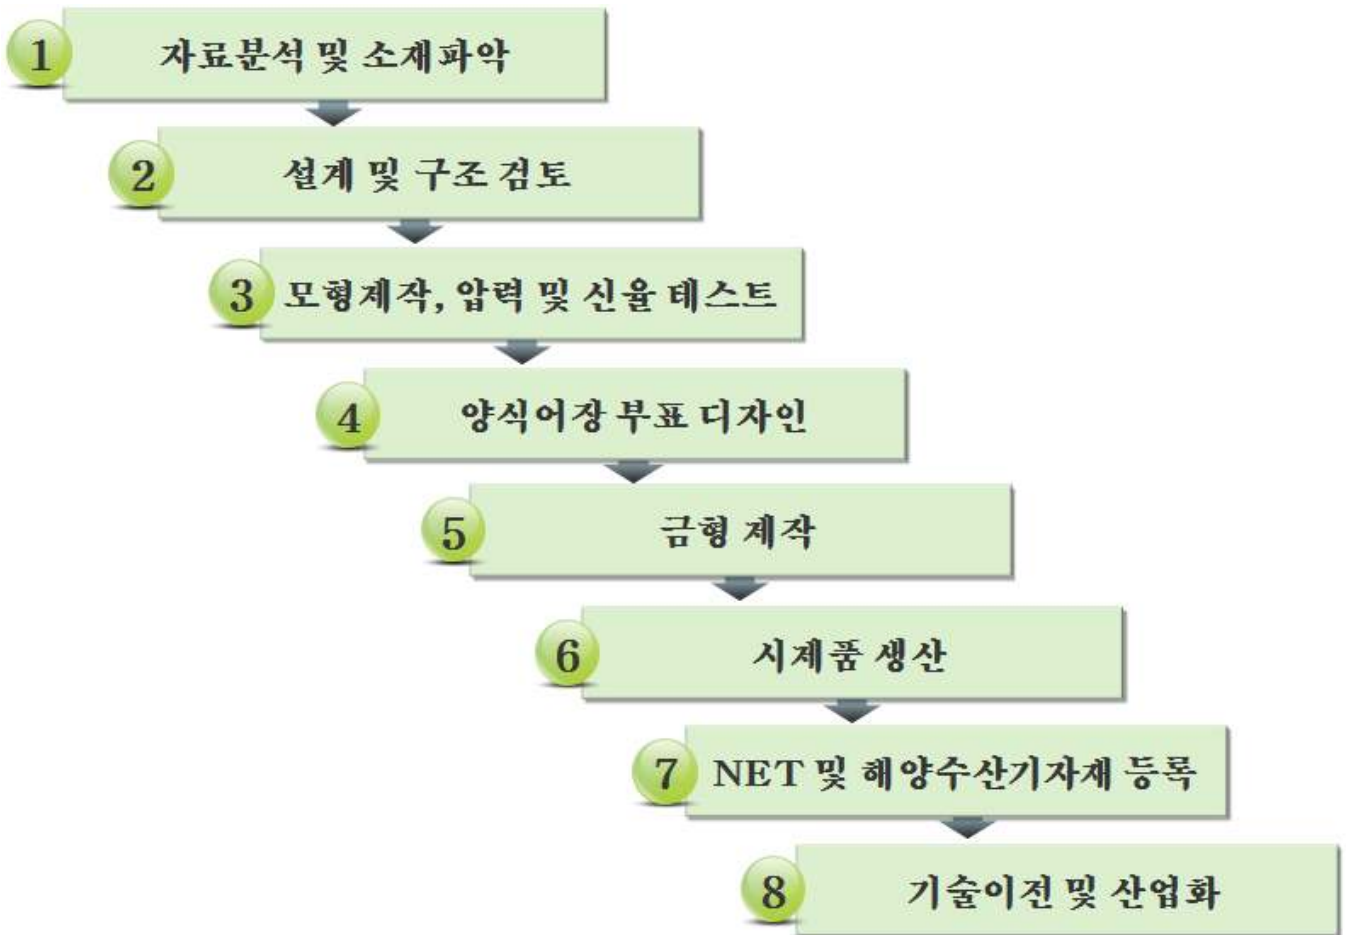 1 자료분석 및 소재파악
2 설계 및 구조 검토
3 모형제작, 압력 및 신율 테스트
4 양식어장 부표 디자인
5 금형 제작
6 시제품 생산
7 NET 및 해양수산기자재 등록
8 기술이전 및 산업화